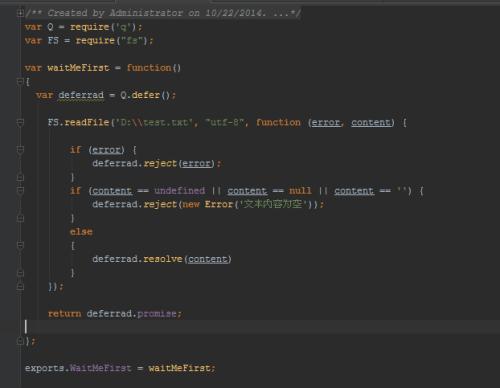 /** Created by Administrator on 10/22/2014. ...*/
var Q = require('q');
var FS = require("fs");
var waitMeFirst = function()
{
var deferrad = Q.defer();
FS.readFile('D:\\test.txt', "utf-8", function (error, content) {
if (error) {
deferrad.reject(error);
}
if (content == undefined || content == null || content == '') {
deferrad.reject(new Error('文本内容为空'));
}
else
{
deferrad.resolve(content)
}
});
return deferrad.promise;
};
exports.WaitMeFirst = waitMeFirst;